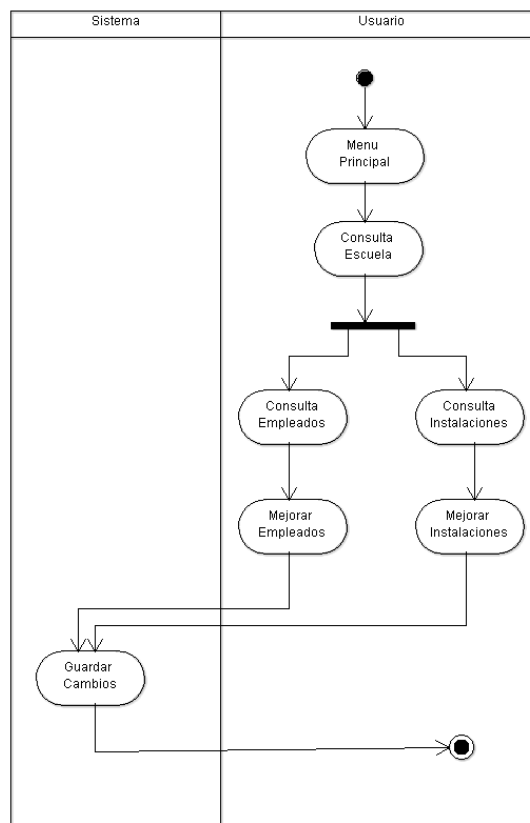 Sistema
Usuario
Menu
Principal
Consulta
Escuela
Consulta
Empleados
Consulta
Instalaciones
Mejorar
Empleados
Mejorar
Instalaciones
Guardar
Cambios